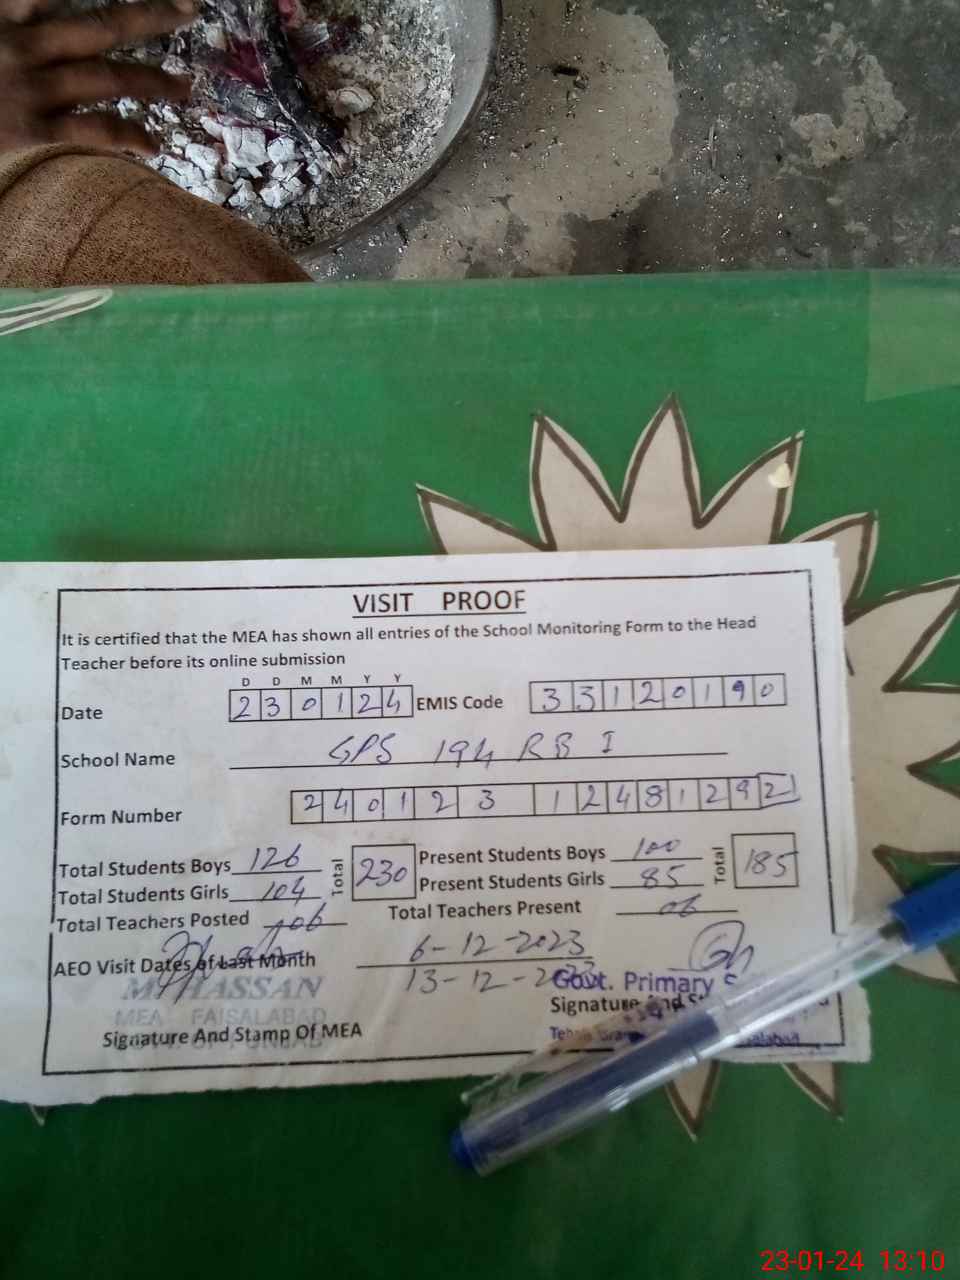 VISIT PROOF
It is certified that the MEA has shown all entries of the School Monitoring Form to the Head
Teacher before its online submission
D D M M Y Y
Date 2 3 0 1 2 4 EMIS Code 3 3 1 2 0 1 9 0
School Name GPS 194 RB I
Form Number 2 4 0 1 2 3 1 2 4 8 1 2 9 2
Total Students Boys 126 Total 230 Present Students Boys 100 Total 185
Total Students Girls 104 Present Students Girls 85
Total Teachers Posted 06 Total Teachers Present 06
AEO Visit Dates of Last Month 6-12-2023
13-12-2023
HASSAN
MEA FAISALABAD
Govt. Primary
Signature And
Signature And Stamp Of MEA
23-01-24 13:10